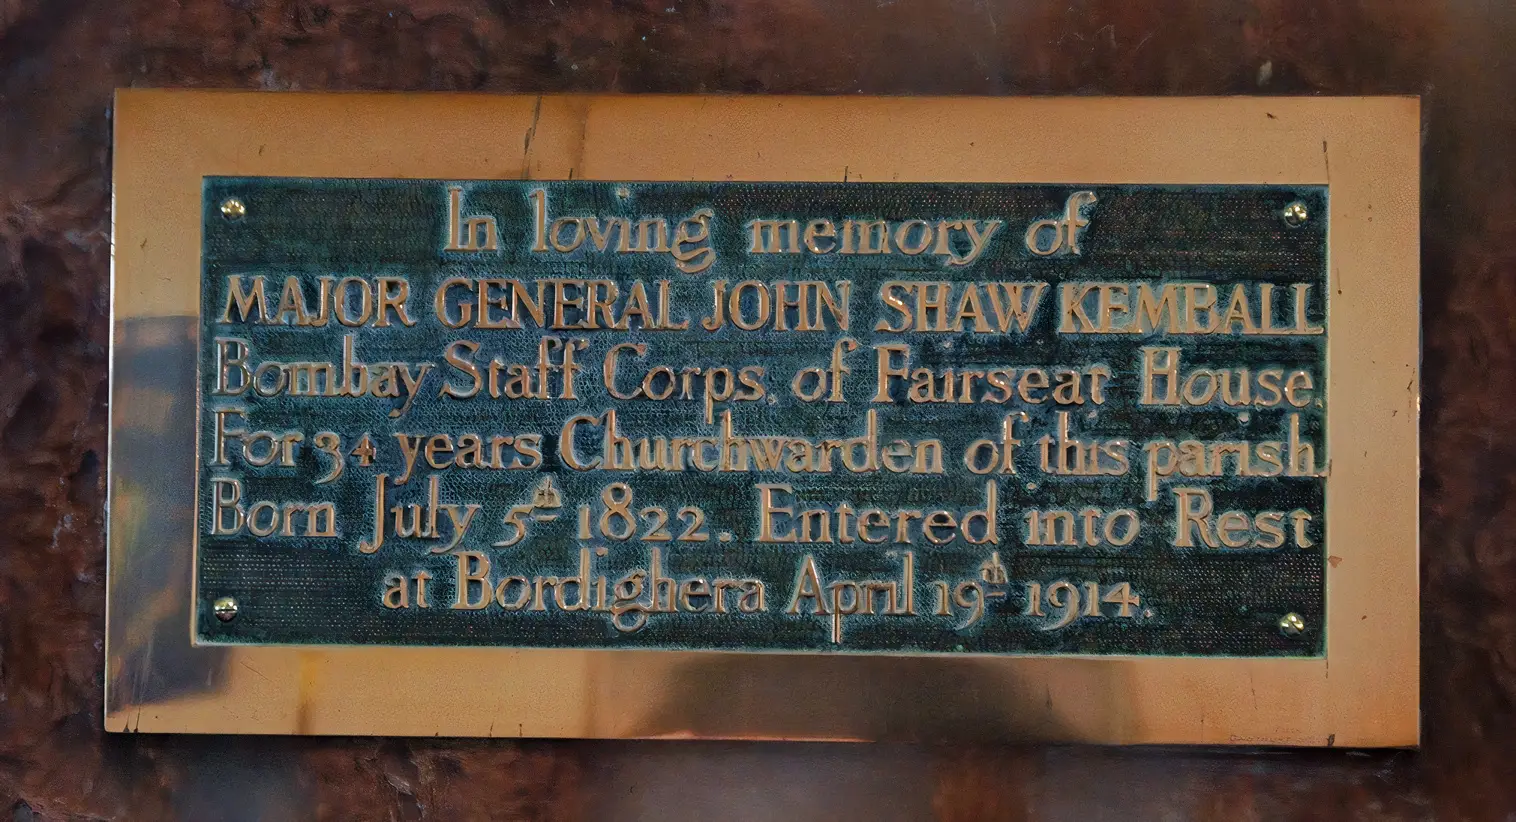 In loving memory of
MAJOR GENERAL JOHN SHAW KEMBALL
Bombay Staff Corps. of Fairseat House.
For 34 years Churchwarden of this parish.
Born July 5th 1822. Entered into Rest
at Bordighera April 19th 1914.